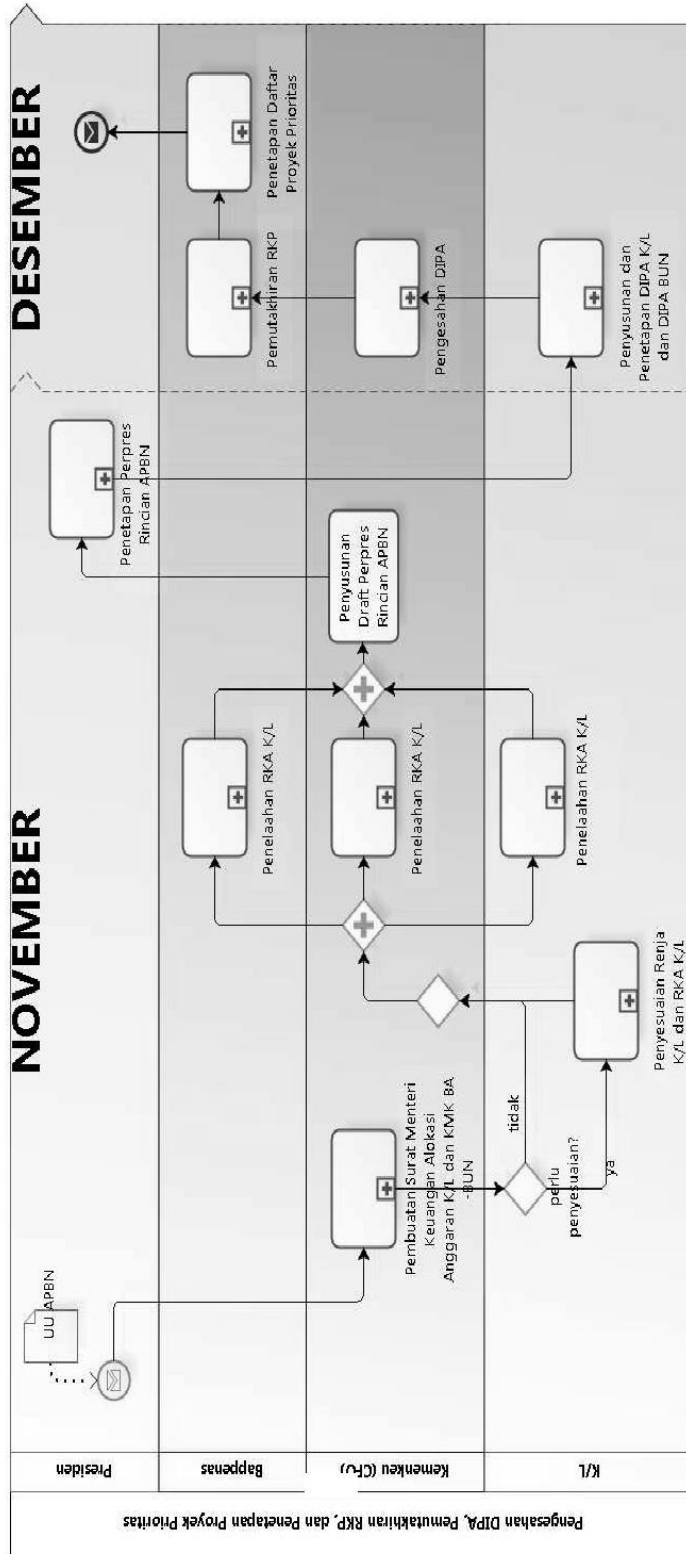 Pengesahan DIPA, Pemutakhiran RKP, dan Penetapan Proyek Prioritas
NOVEMBER
DESEMBER
Presiden
Bappenas
Kemenkeu
K/L
UU APBN
Pembuatan Surat Menteri
Keuangan Alokasi
Anggaran K/L dan KMK BA
-BUN
perlu
penyesuaian?
tidak
ya
Penyesuaian Renja
K/L dan RKA K/L
Penelaahan RKA K/L
Penelaahan RKA K/L
Penelaahan RKA K/L
Penyusunan
Draft Perpres
Rincian APBN
Penetapan Perpres
Rincian APBN
Penyusunan dan
Penetapan DIPA K/L
dan DIPA BUN
Pengesahan DIPA
Pemutakhiran RKP
Penetapan Daftar
Proyek Prioritas